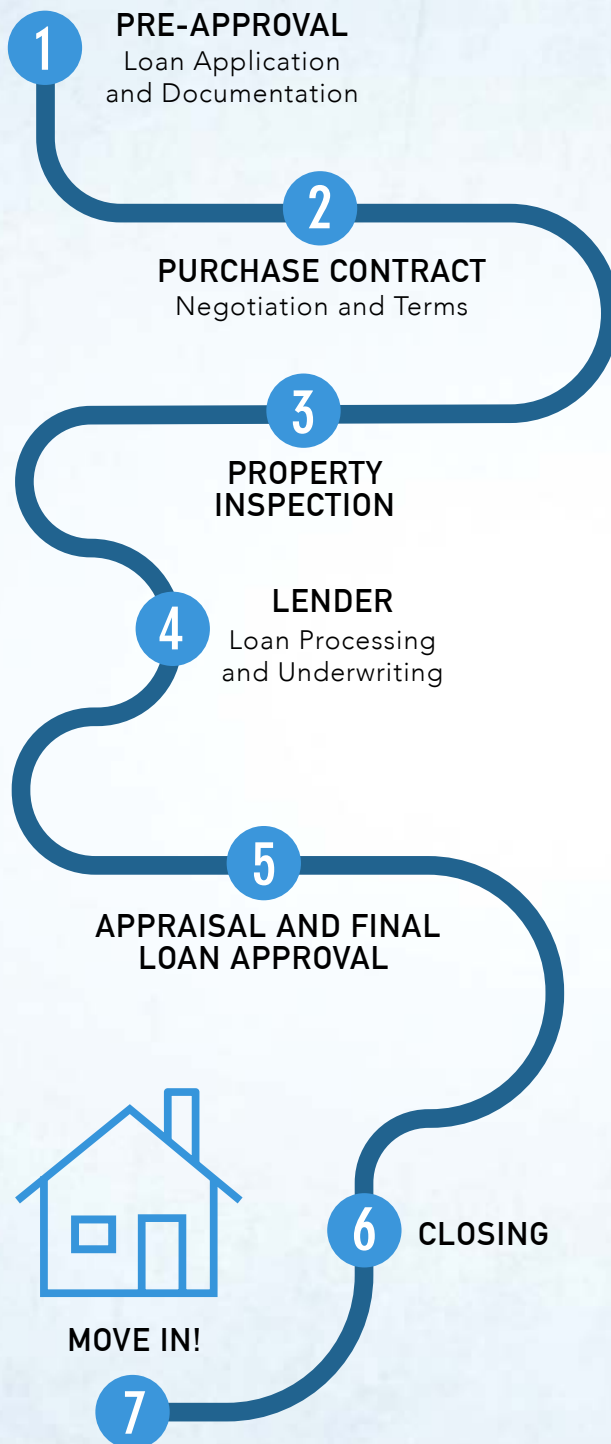 1
PRE-APPROVAL
Loan Application
and Documentation
2
PURCHASE CONTRACT
Negotiation and Terms
3
PROPERTY
INSPECTION
4
LENDER
Loan Processing
and Underwriting
5
APPRAISAL AND FINAL
LOAN APPROVAL
6
CLOSING
MOVE IN!
7